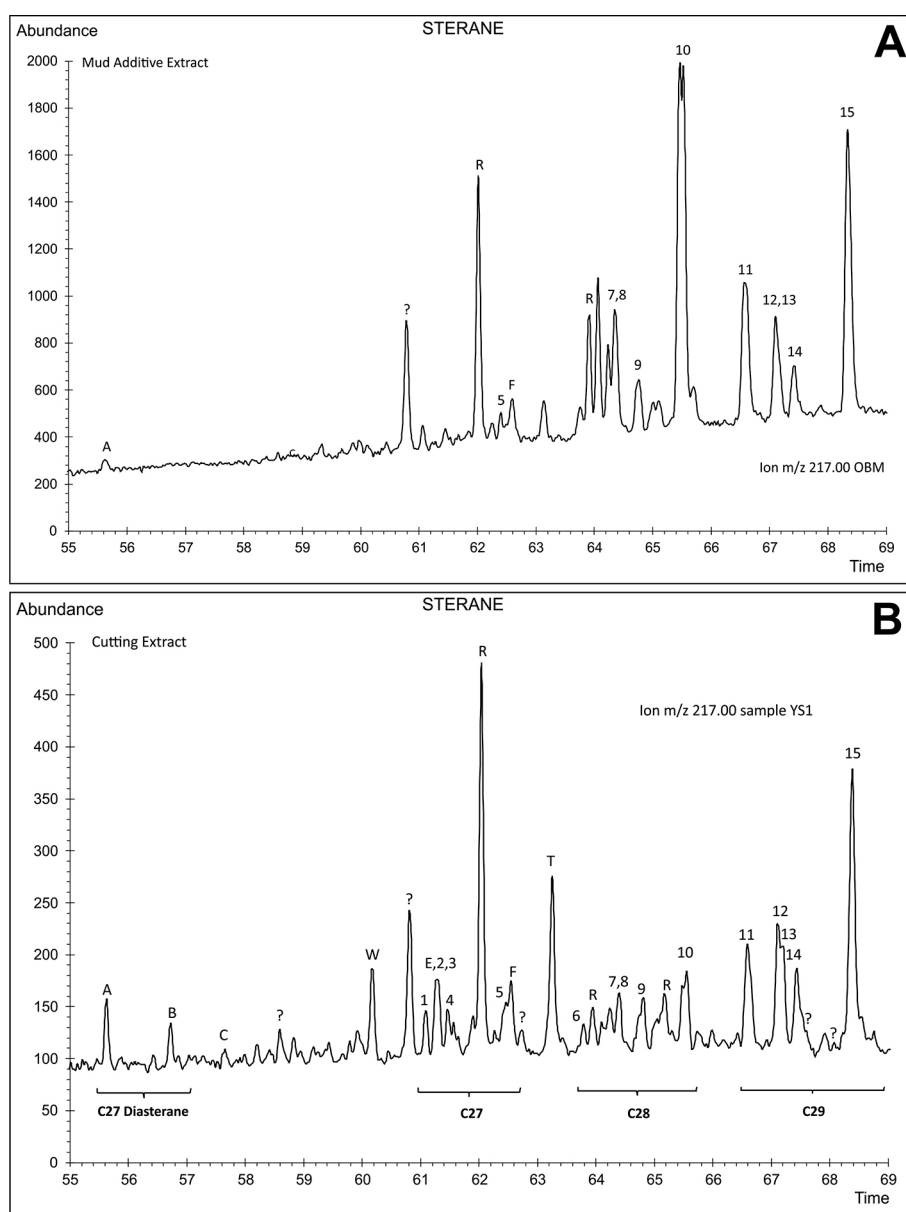 Abundance
STERANE
A
Mud Additive Extract
2000
1800
1600
1400
1200
1000
800
600
400
200
0
A
C
?
R
5
F
R
7,8
9
10
11
12,13
14
15
Ion m/z 217.00 OBM
55 56 57 58 59 60 61 62 63 64 65 66 67 68 69
Time
Abundance
STERANE
B
Cutting Extract
Ion m/z 217.00 sample YS1
500
450
400
350
300
250
200
150
100
50
0
A
B
C
?
W
?
1
E,2,3
4
R
5
F
?
T
6
R
7,8
9
R
10
11
12
13
14
?
?
15
C27 Diasterane
C27
C28
C29
55 56 57 58 59 60 61 62 63 64 65 66 67 68 69
Time